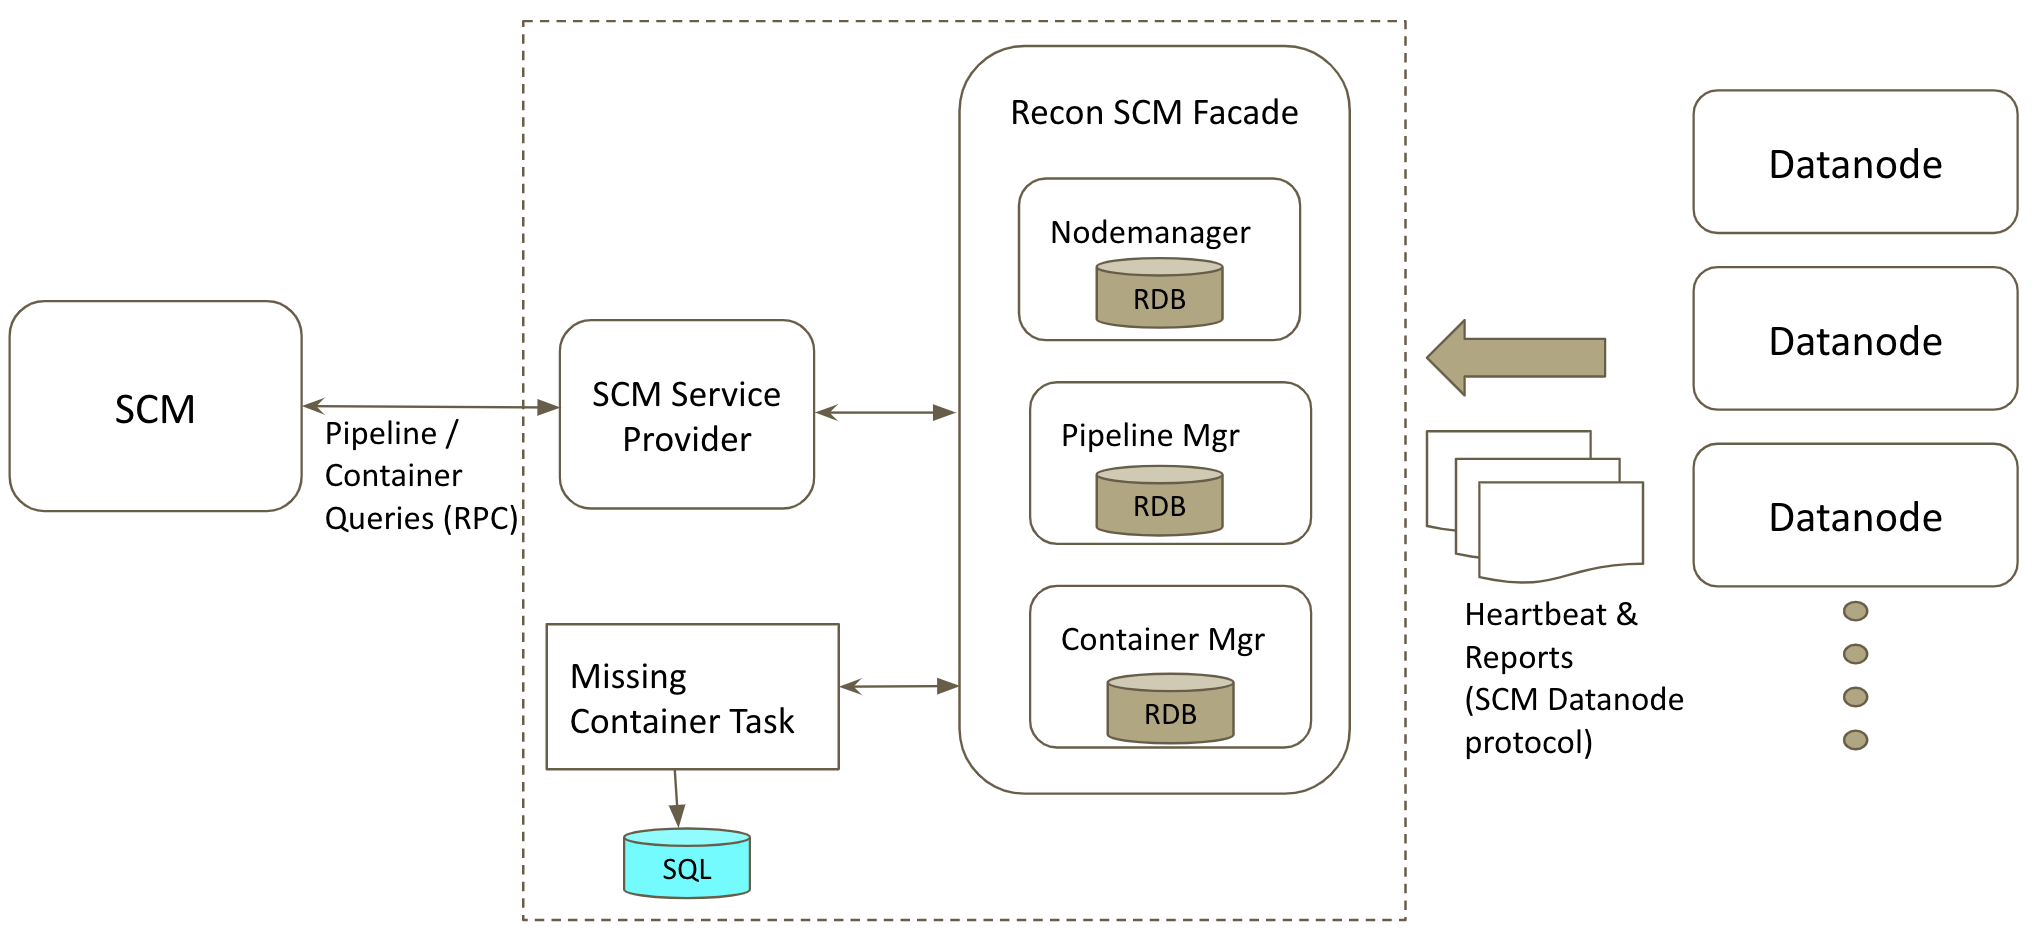 SCM
Pipeline /
Container
Queries (RPC)
SCM Service
Provider
Missing
Container Task
SQL
Recon SCM Facade
Nodemanager
RDB
Pipeline Mgr
RDB
Container Mgr
RDB
Heartbeat &
Reports
(SCM Datanode
protocol)
Datanode
Datanode
Datanode